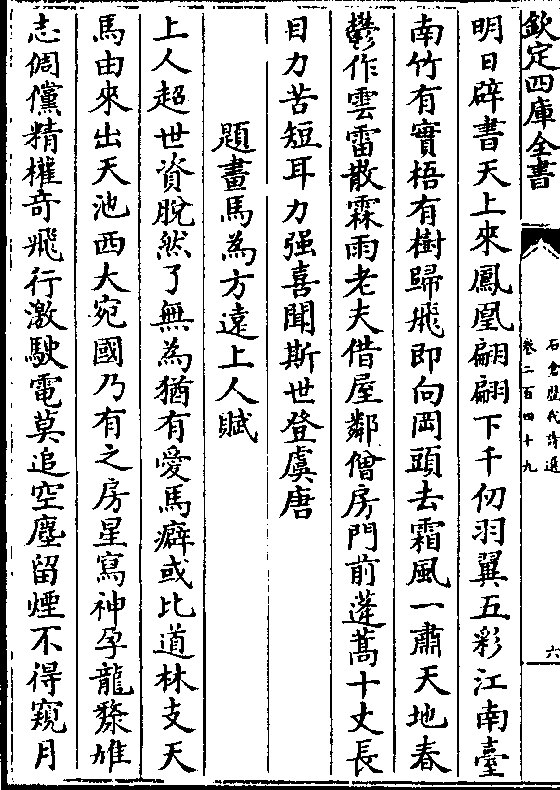 欽定四庫全書
石倉歷代詩選
卷二百四十九
六
明日辟書天上來鳳凰翩翩下千仞羽翼五彩江南臺
南竹有實梧有樹歸飛即向岡頭去霜風一肅天地春
鬱作雲雷散霖雨老夫借屋鄰僧房門前蓬蒿十丈長
目力苦短耳力强喜聞斯世登虞唐
題畫馬為方遠上人賦
上人超世資脫然了無為猶有愛馬癖或比道林支天
馬由來出天池西大宛國乃有之房星寫神孕龍漦雄
志倜儻精權奇飛行激駛電莫追空塵留煙不得窺月